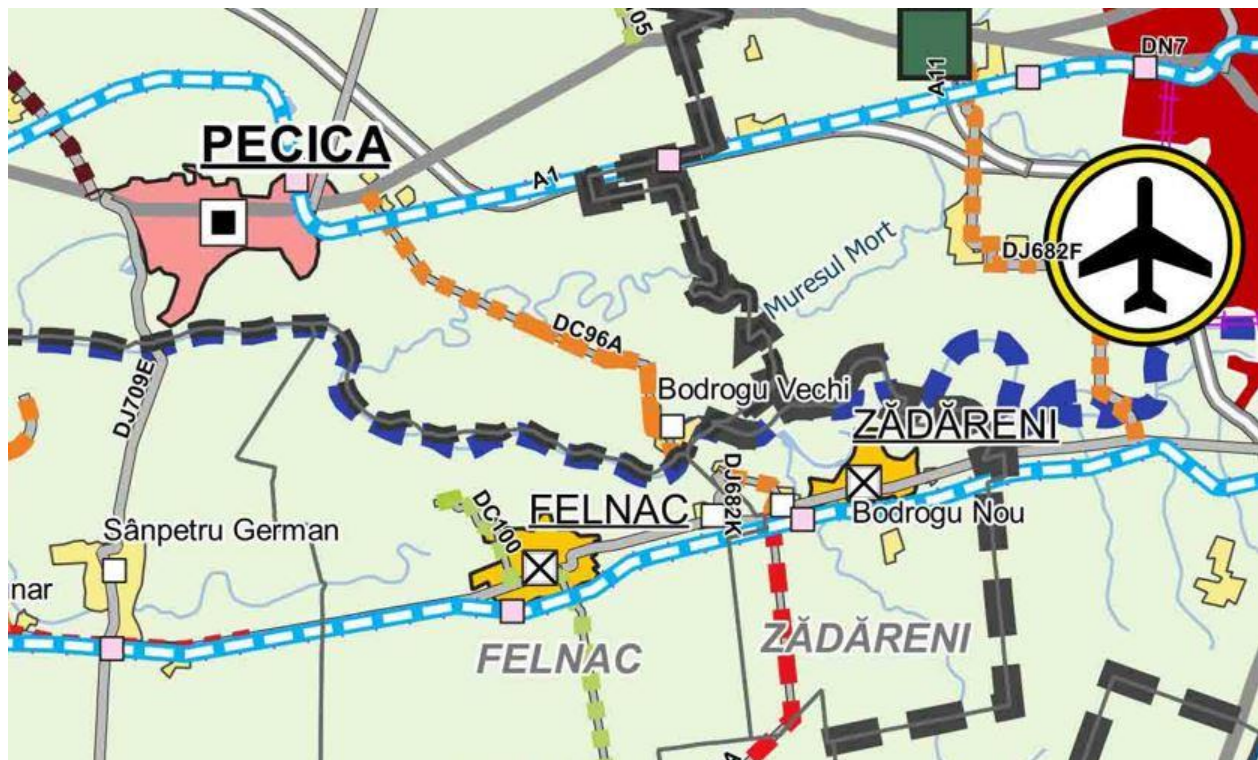 05
DN7
A11
PECICA
A1
Muresul Mort
DJ682F
DC96A
DJ709E
Bodrogu Vechi
ZĂDĂRENI
DJ682K
FELNAC
DC100
Bodrogu Nou
Sânpetru German
nar
FELNAC
ZĂDĂRENI
A